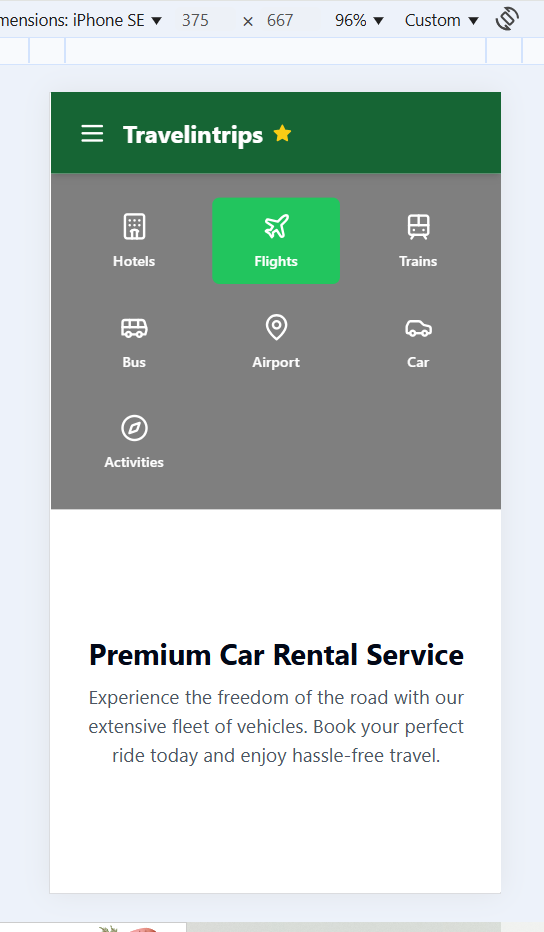 mensions: iPhone SE ▼ 375 × 667 96% ▼ Custom ▼
Travelintrips
Hotels Flights Trains
Bus Airport Car
Activities
Premium Car Rental Service
Experience the freedom of the road with our
extensive fleet of vehicles. Book your perfect
ride today and enjoy hassle-free travel.